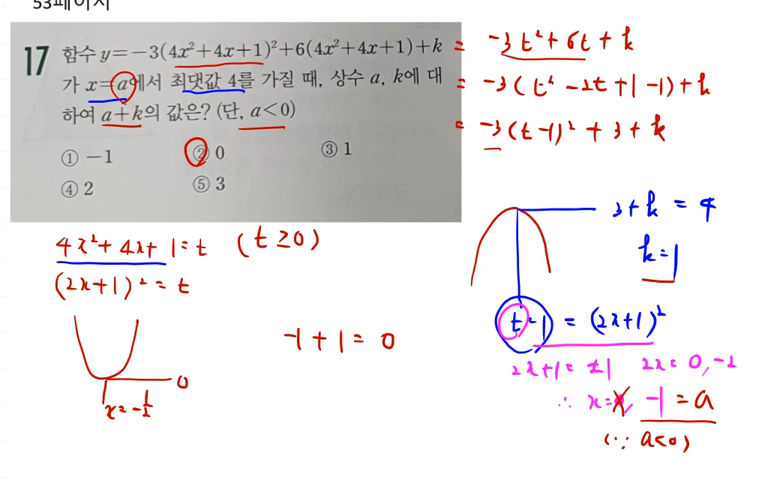 53페이지
17 함수 y=−3(4x²+4x+1)²+6(4x²+4x+1)+k
가 x=a에서 최댓값 4를 가질 때, 상수 a, k에 대
하여 a+k의 값은? (단, a<0)
① −1 ② 0 ③ 1
④ 2 ⑤ 3
= -3t²+6t+k
= -3(t²-2t+1-1)+k
= -3(t-1)²+3+k
4x²+4x+1=t (t≥0)
(2x+1)²=t
0
x=-1/2
-1+1=0
3+k=4
k=1
t=1=(2x+1)²
2x+1=±1 2x=0,-2
∴ x=0, -1=a
(∵ a<0)